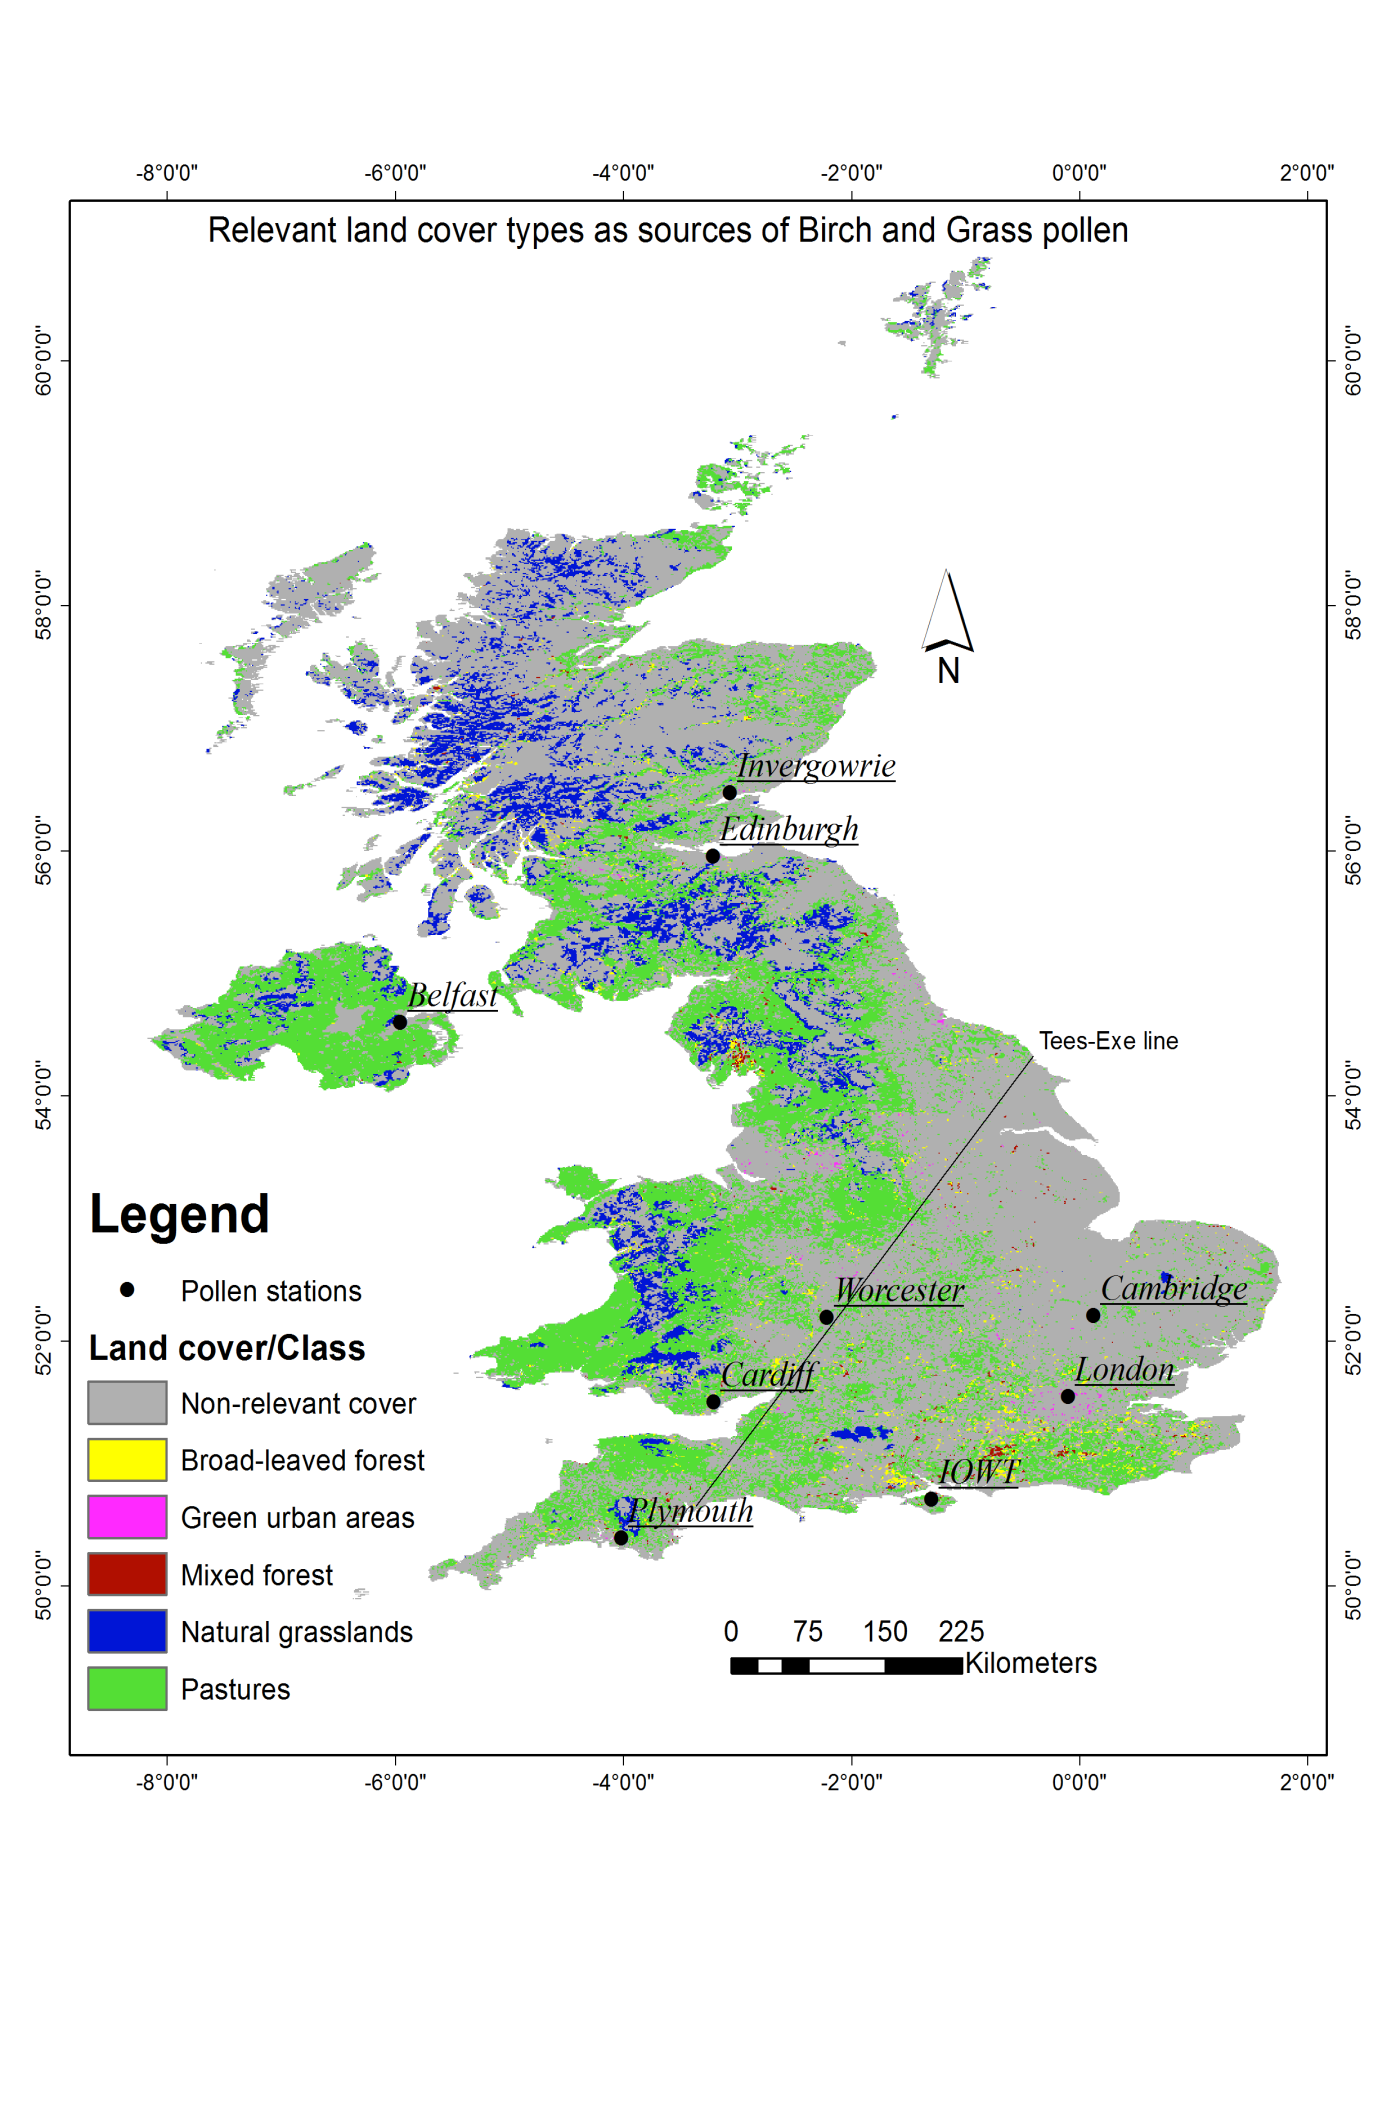 -8°0'0" -6°0'0" -4°0'0" -2°0'0" 0°0'0" 2°0'0"
Relevant land cover types as sources of Birch and Grass pollen
60°0'0" 60°0'0"
58°0'0" 58°0'0"
N
Invergowrie
Edinburgh
56°0'0" 56°0'0"
Belfast
Tees-Exe line
54°0'0" 54°0'0"
Legend
Pollen stations
Worcester
Cambridge
52°0'0" 52°0'0"
Land cover/Class
Cardiff
London
Non-relevant cover
Broad-leaved forest
IOWT
Green urban areas
Plymouth
Mixed forest
50°0'0" 50°0'0"
Natural grasslands
0 75 150 225
Kilometers
Pastures
-8°0'0" -6°0'0" -4°0'0" -2°0'0" 0°0'0" 2°0'0"